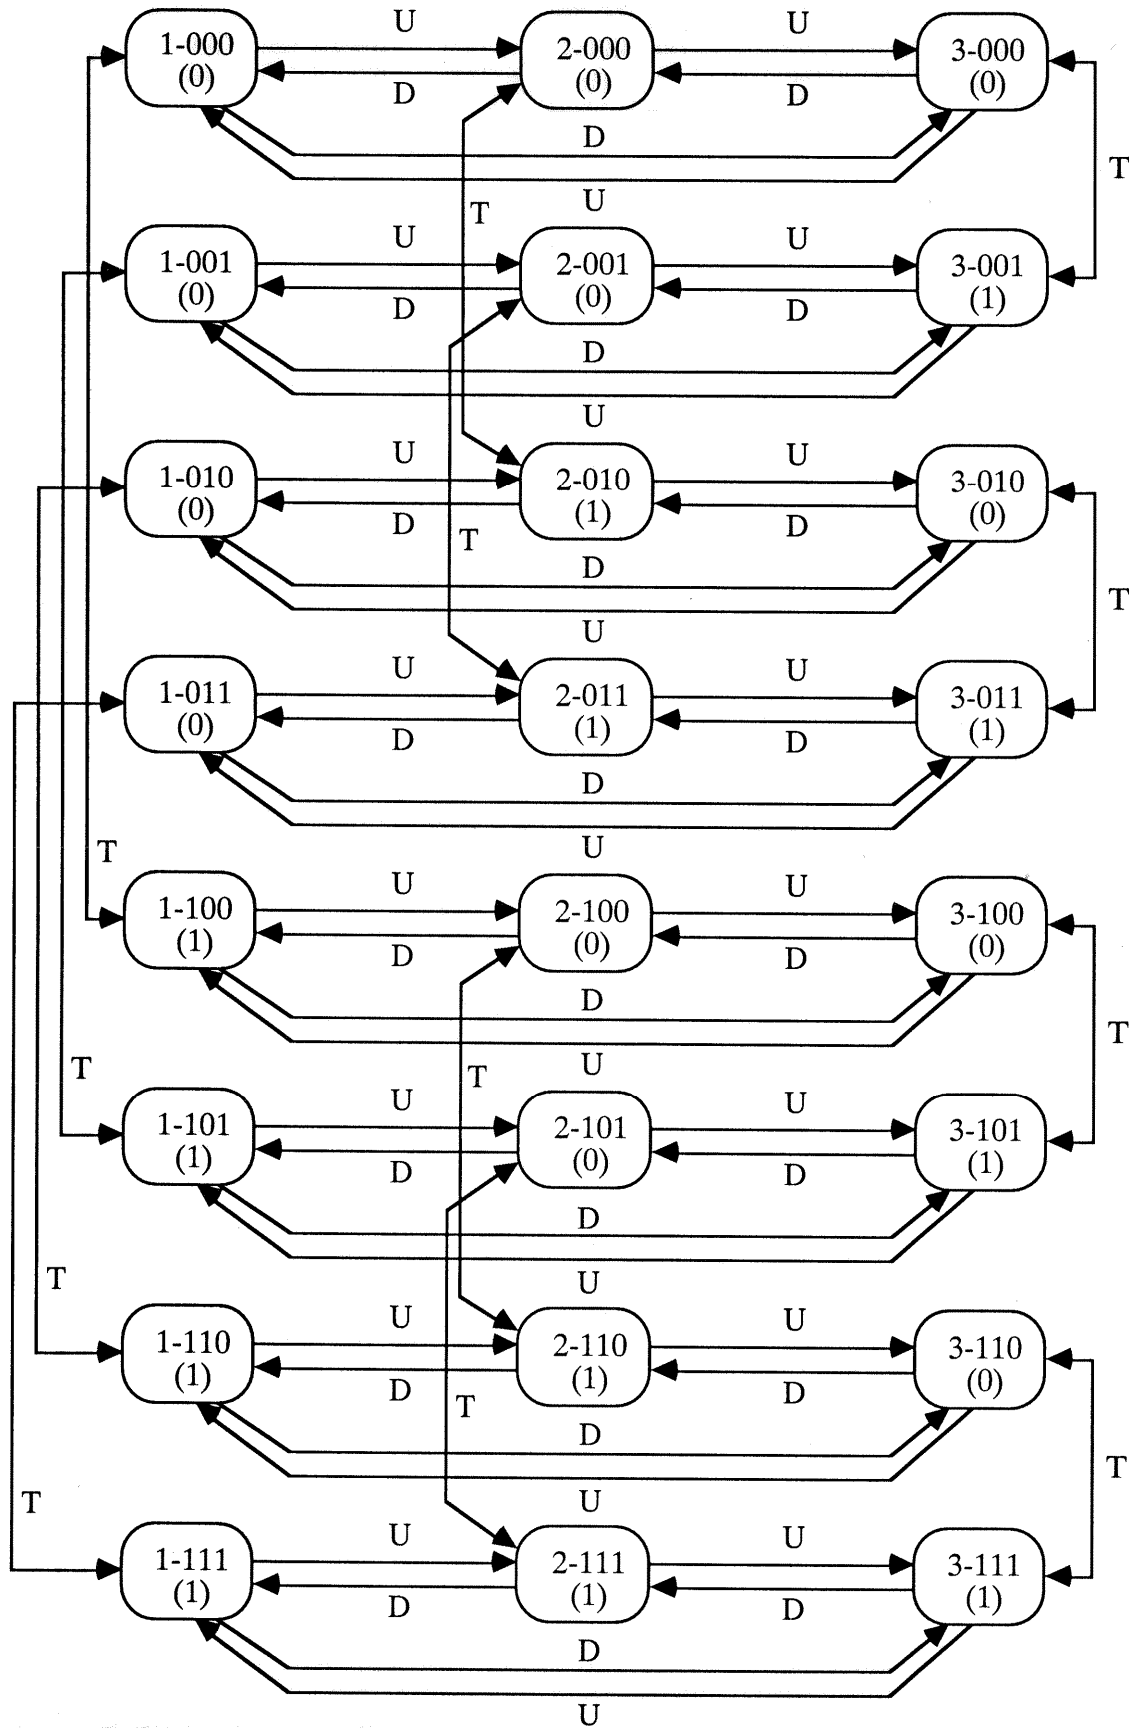 U U
1-000 2-000 3-000
(0) (0) (0)
D D
D
T
U
T
U U
1-001 2-001 3-001
(0) (0) (1)
D D
D
U
U U
1-010 2-010 3-010
(0) (1) (0)
D D
T
D
T
U
U U
1-011 2-011 3-011
(0) (1) (1)
D D
D
U
T
U U
1-100 2-100 3-100
(1) (0) (0)
D D
D
T
U
T
T
U U
1-101 2-101 3-101
(1) (0) (1)
D D
D
T
U
U U
1-110 2-110 3-110
(1) (1) (0)
D D
T
D
T
U
T
U U
1-111 2-111 3-111
(1) (1) (1)
D D
D
U